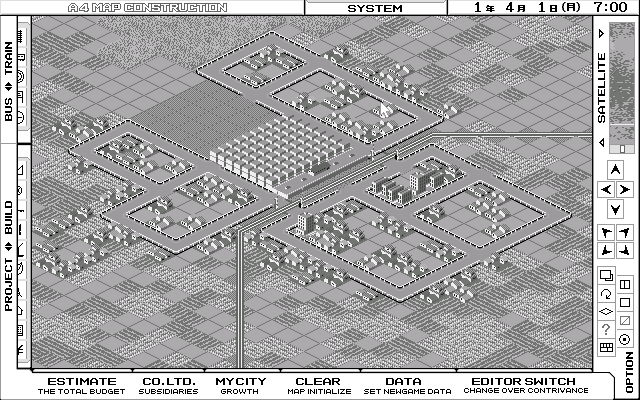 A4 MAP CONSTRUCTION
SYSTEM
1年 4月 1日(月) 7:00
BUS ◆ TRAIN
PROJECT ◆ BUILD
SATELLITE
?
OPTION
ESTIMATE
THE TOTAL BUDGET
CO.LTD.
SUBSIDIARIES
MYCITY
GROWTH
CLEAR
MAP INITIALIZE
DATA
SET NEWGAME DATA
EDITOR SWITCH
CHANGE OVER CONTRIVANCE